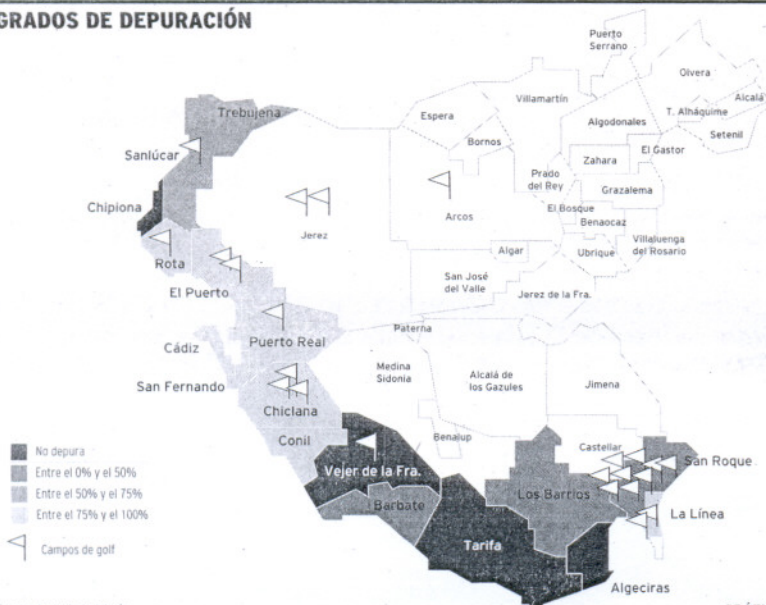 GRADOS DE DEPURACIÓN
Puerto
Serrano
Olvera
Alcalá
T. Alháquime
Setenil
Villamartín
Algodonales
Espera
Bornos
El Gastor
Zahara
Prado
del Rey
Grazalema
El Bosque
Benaocaz
Villaluenga
del Rosario
Ubrique
Trebujena
Sanlúcar
Chipiona
Jerez
Arcos
Algar
San José
del Valle
Jerez de la Fra.
Rota
El Puerto
Puerto Real
Cádiz
San Fernando
Paterna
Medina
Sidonia
Alcalá de
los Gazules
Jimena
Chiclana
Conil
Benalup
Castellar
San Roque
Vejer de la Fra.
Barbate
Los Barrios
La Línea
Tarifa
Algeciras
No depura
Entre el 0% y el 50%
Entre el 50% y el 75%
Entre el 75% y el 100%
Campos de golf